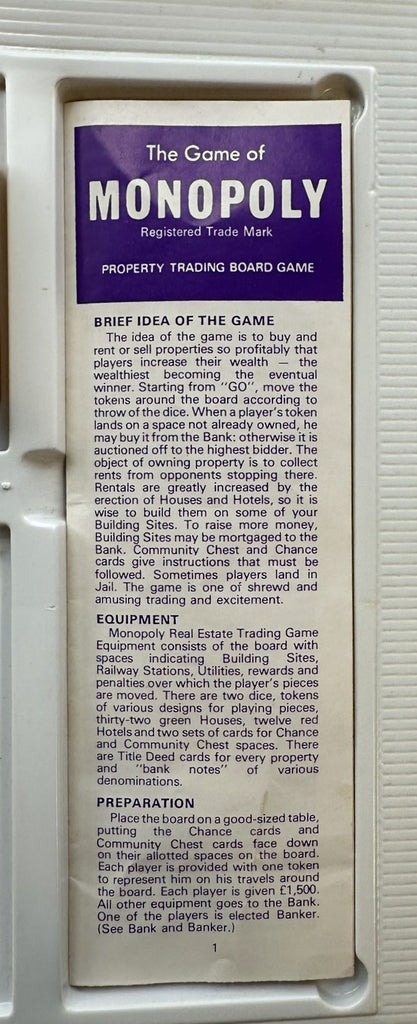 The Game of
MONOPOLY
Registered Trade Mark
PROPERTY TRADING BOARD GAME
BRIEF IDEA OF THE GAME
The idea of the game is to buy and
rent or sell properties so profitably that
players increase their wealth — the
wealthiest becoming the eventual
winner. Starting from "GO", move the
tokens around the board according to
throw of the dice. When a player's token
lands on a space not already owned, he
may buy it from the Bank: otherwise it is
auctioned off to the highest bidder. The
object of owning property is to collect
rents from opponents stopping there.
Rentals are greatly increased by the
erection of Houses and Hotels, so it is
wise to build them on some of your
Building Sites. To raise more money,
Building Sites may be mortgaged to the
Bank. Community Chest and Chance
cards give instructions that must be
followed. Sometimes players land in
Jail. The game is one of shrewd and
amusing trading and excitement.
EQUIPMENT
Monopoly Real Estate Trading Game
Equipment consists of the board with
spaces indicating Building Sites,
Railway Stations, Utilities, rewards and
penalties over which the player's pieces
are moved. There are two dice, tokens
of various designs for playing pieces,
thirty-two green Houses, twelve red
Hotels and two sets of cards for Chance
and Community Chest spaces. There
are Title Deed cards for every property
and "bank notes" of various
denominations.
PREPARATION
Place the board on a good-sized table,
putting the Chance cards and
Community Chest cards face down
on their allotted spaces on the board.
Each player is provided with one token
to represent him on his travels around
the board. Each player is given £1,500.
All other equipment goes to the Bank.
One of the players is elected Banker.
(See Bank and Banker.)
1